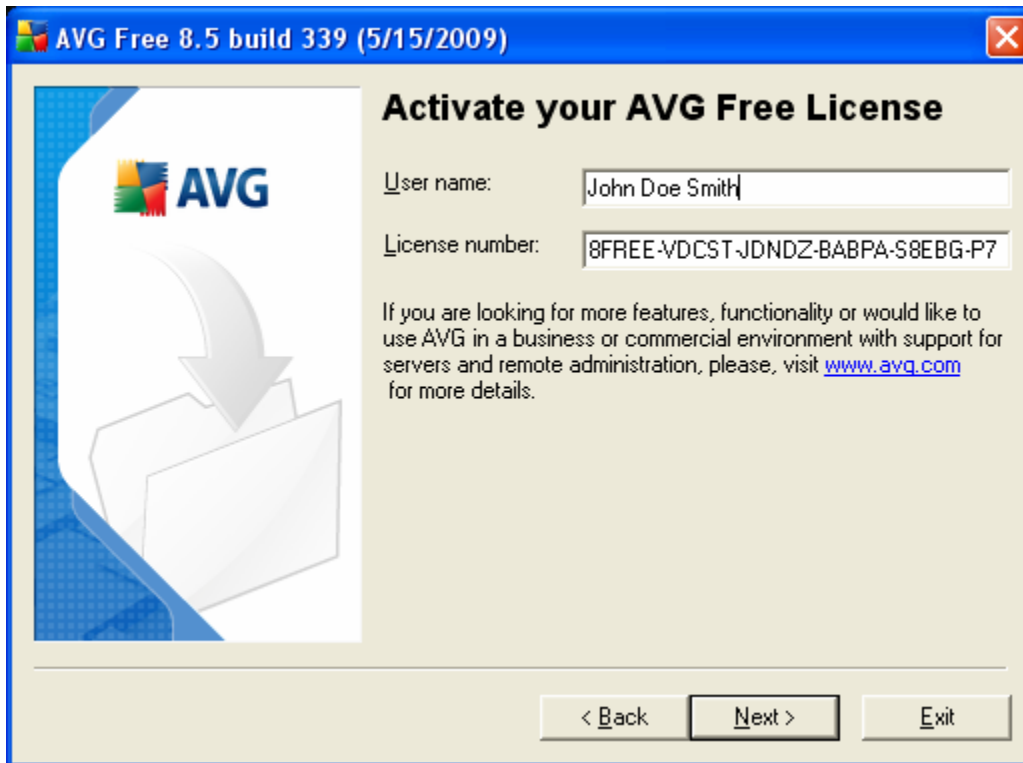 AVG Free 8.5 build 339 (5/15/2009)
AVG
Activate your AVG Free License
User name:
John Doe Smith
License number:
8FREE-VDCST-JDNDZ-BABPA-S8EBG-P7
If you are looking for more features, functionality or would like to
use AVG in a business or commercial environment with support for
servers and remote administration, please, visit www.avg.com
for more details.
< Back
Next >
Exit